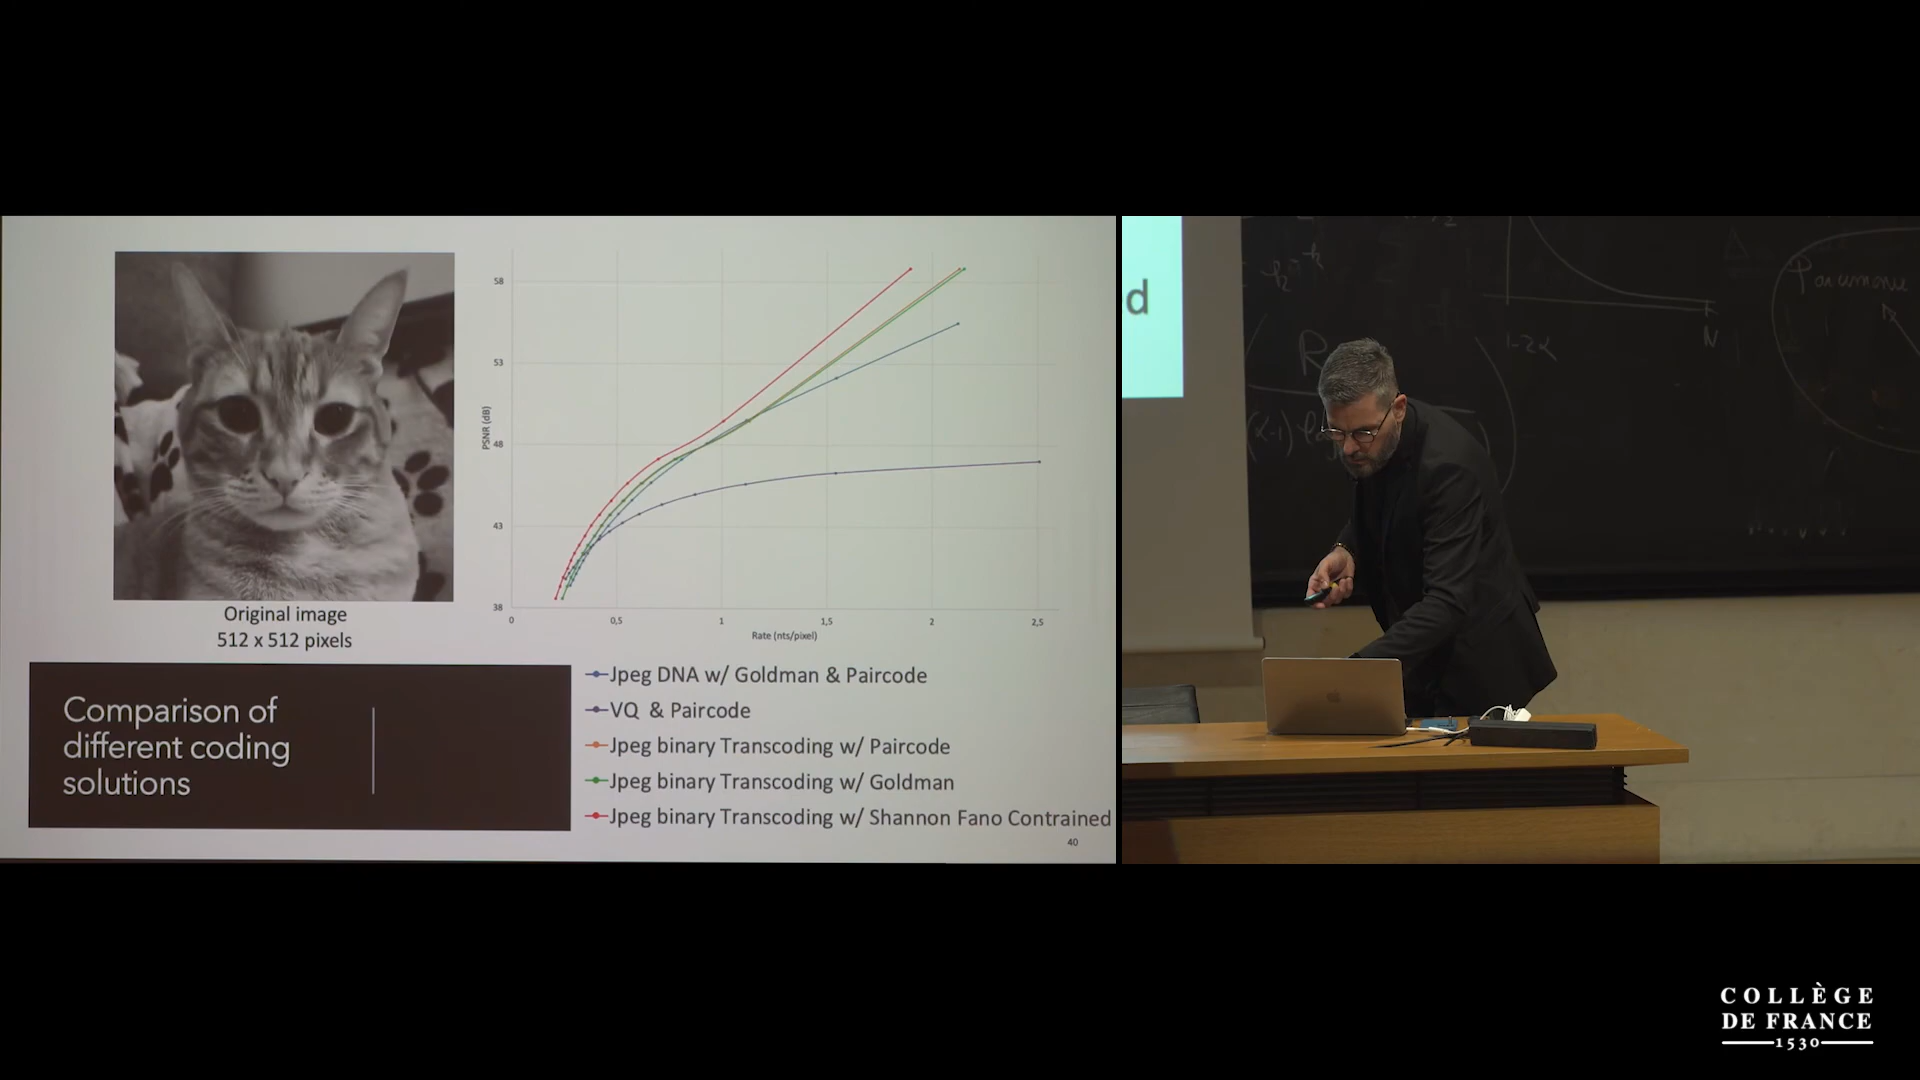 58
53
48
43
38
PSNR (dB)
0
0,5
1
1,5
2
2,5
Rate (nts/pixel)
Original image
512 x 512 pixels
Comparison of
different coding
solutions
Jpeg DNA w/ Goldman & Paircode
VQ & Paircode
Jpeg binary Transcoding w/ Paircode
Jpeg binary Transcoding w/ Goldman
Jpeg binary Transcoding w/ Shannon Fano Contrained
40
d
1-2α
N
R
COLLÈGE
DE FRANCE
1530